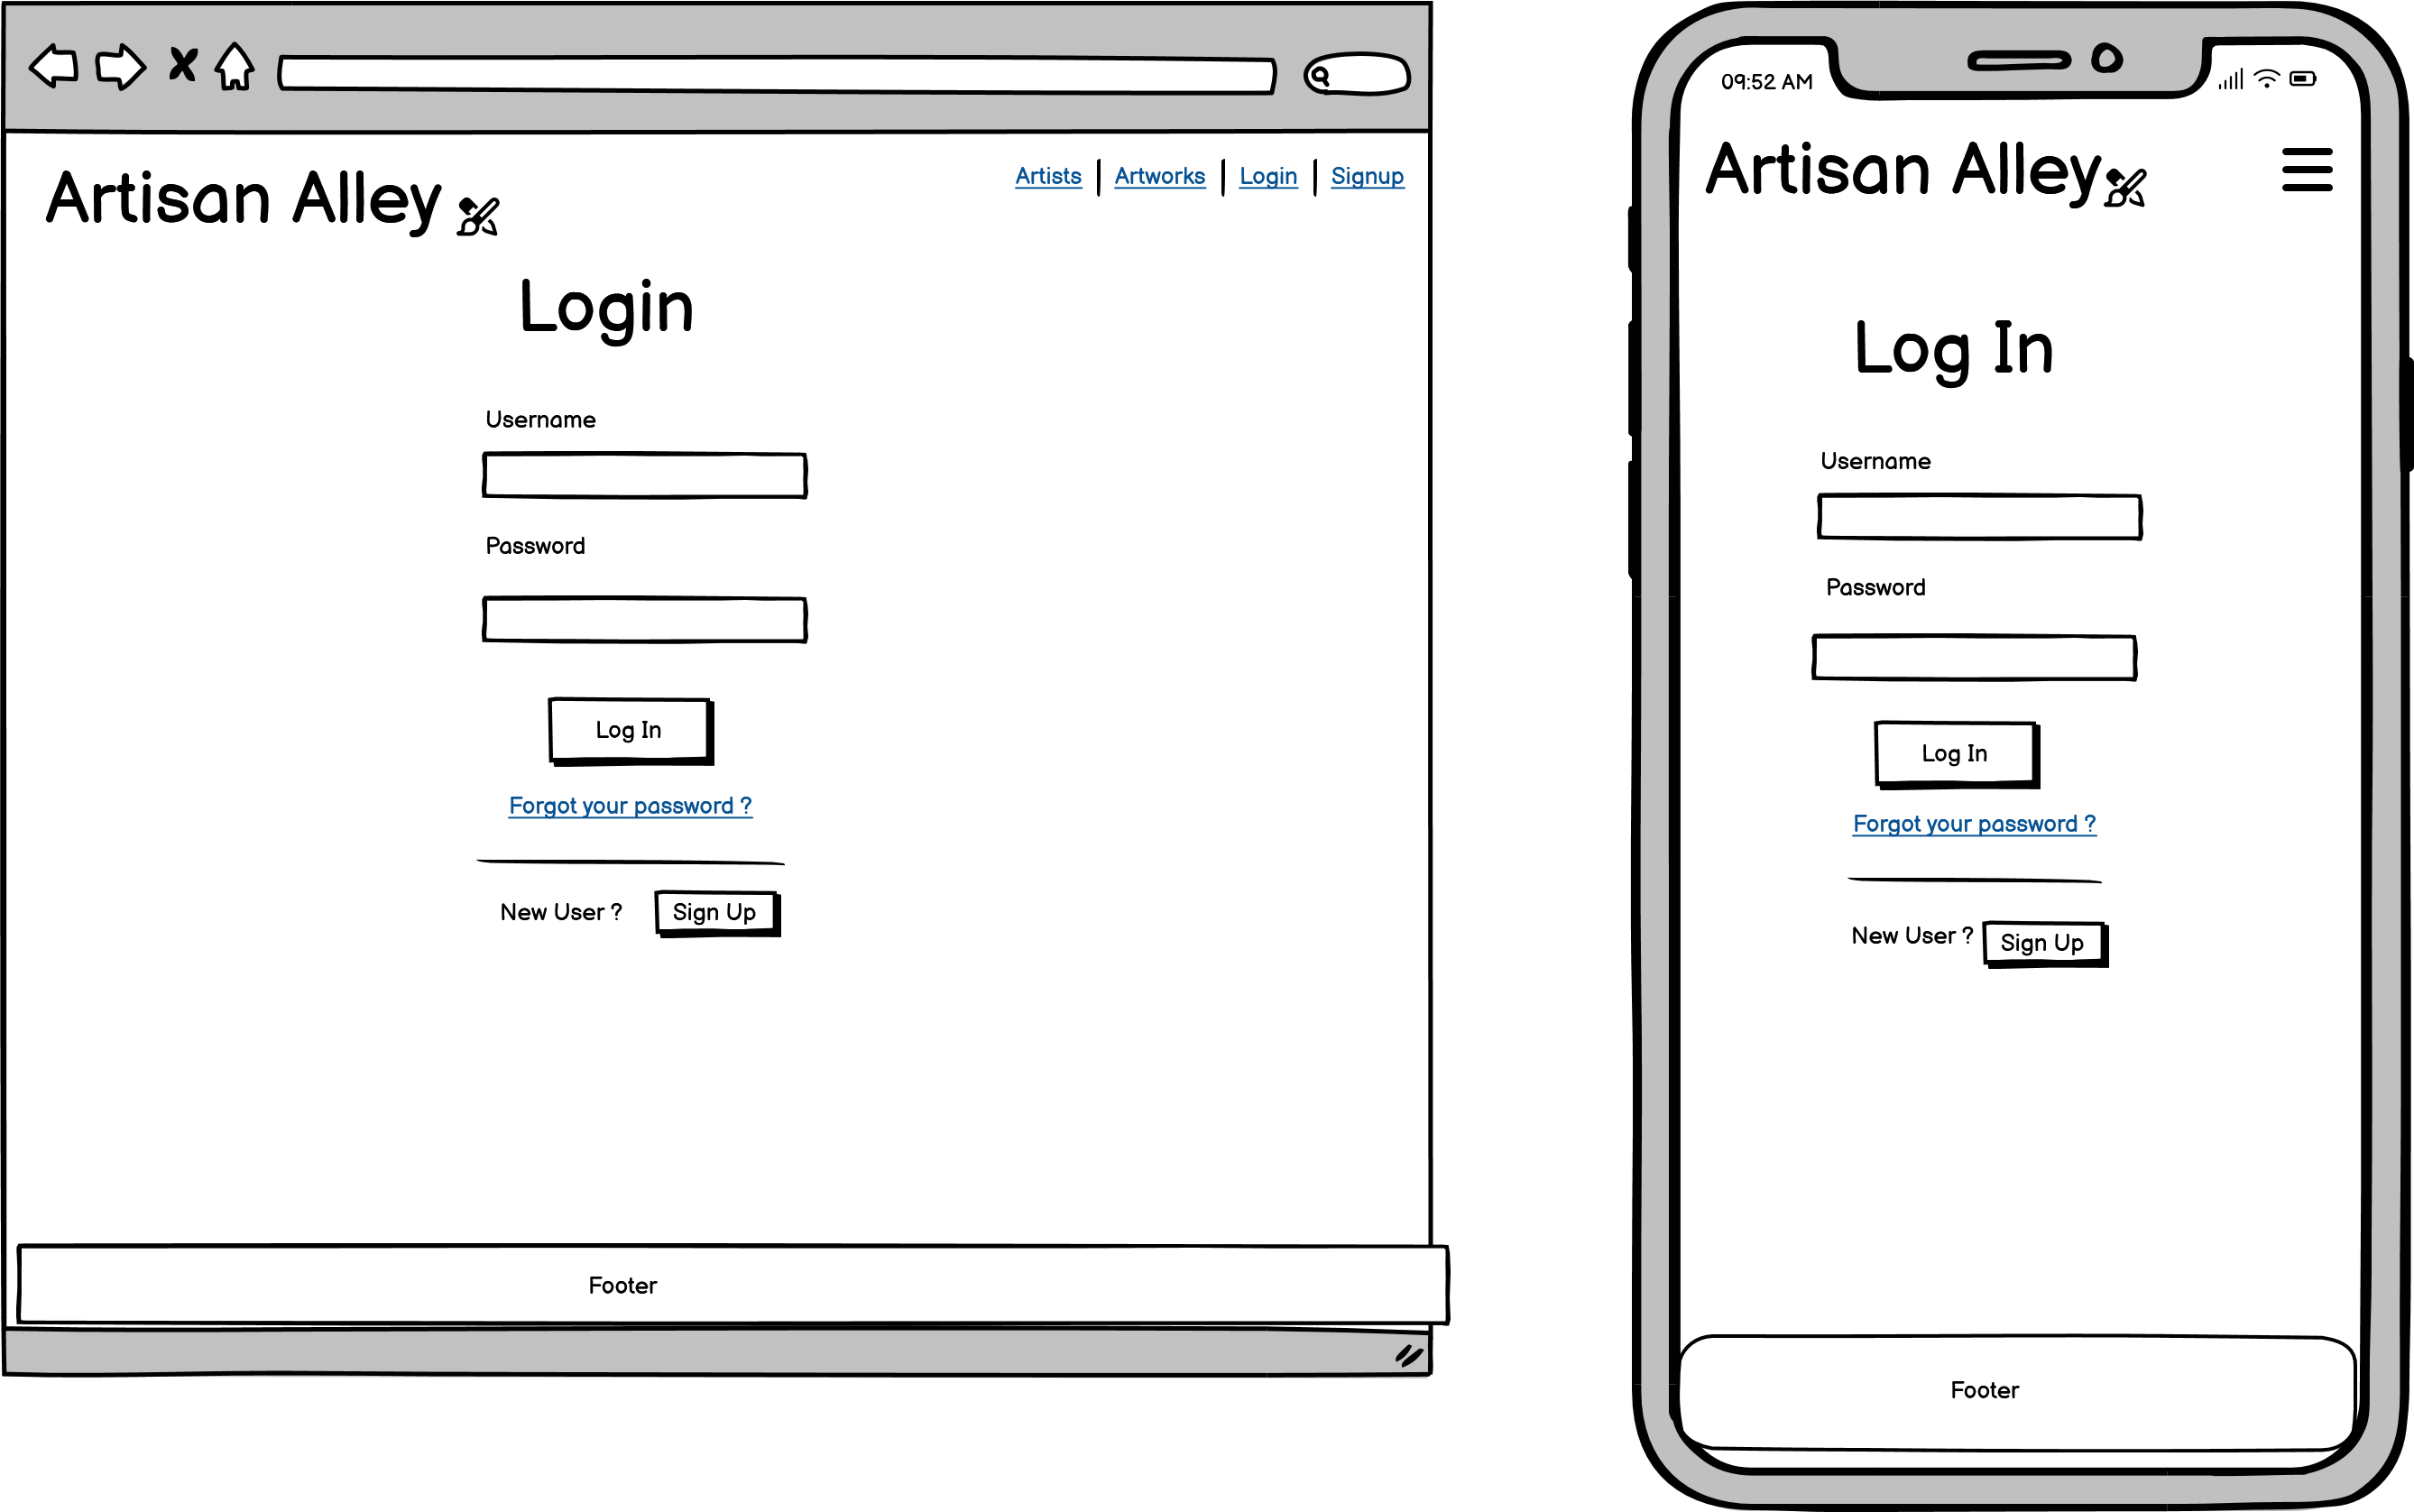 Artisan Alley
Artists | Artworks | Login | Signup
Login
Username
Password
Log In
Forgot your password ?
New User ? Sign Up
Footer
09:52 AM
Artisan Alley
Log In
Username
Password
Log In
Forgot your password ?
New User ? Sign Up
Footer